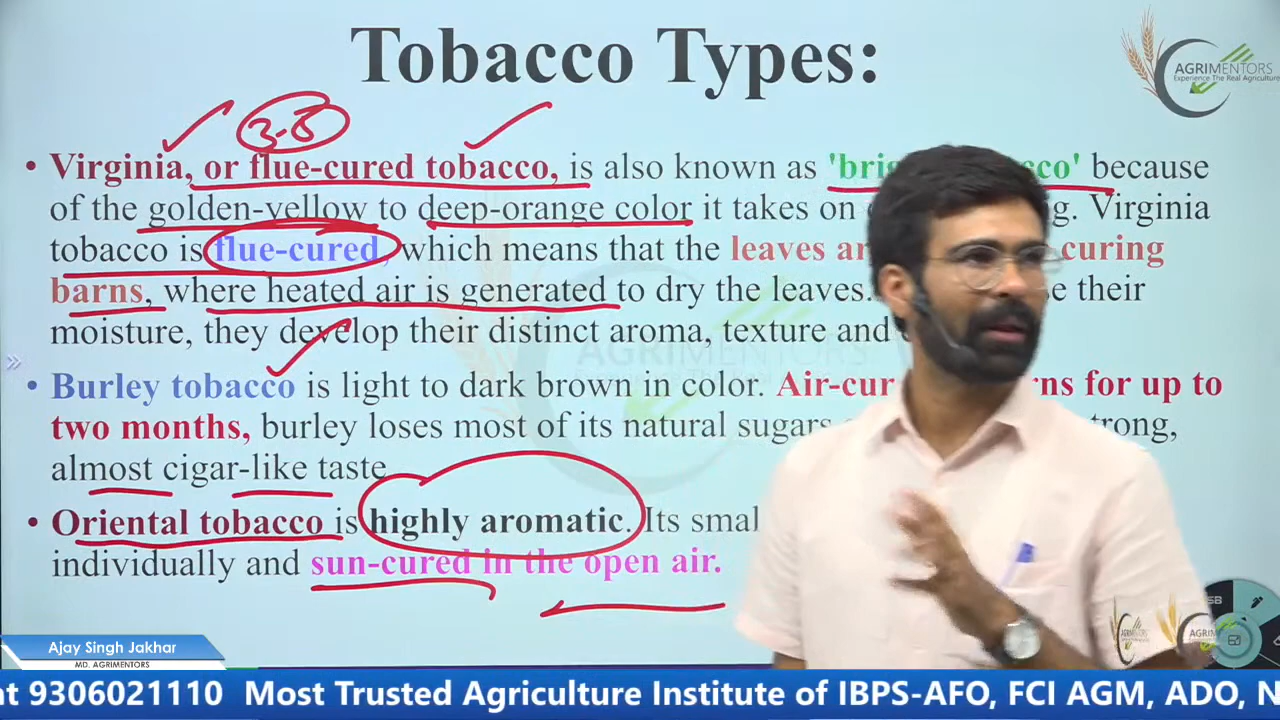 Tobacco Types:
AGRIMENTORS
Experience The Real Agriculture
3-5
• Virginia, or flue-cured tobacco, is also known as 'brig cco' because
of the golden-yellow to deep-orange color it takes on g. Virginia
tobacco is flue-cured, which means that the leaves ar curing
barns, where heated air is generated to dry the leaves. e their
moisture, they develop their distinct aroma, texture and
AGRIMENTORS
• Burley tobacco is light to dark brown in color. Air-cur rns for up to
two months, burley loses most of its natural sugars strong,
almost cigar-like taste
• Oriental tobacco is highly aromatic. Its smal
individually and sun-cured in the open air.
Ajay Singh Jakhar
MD. AGRIMENTORS
at 9306021110 Most Trusted Agriculture Institute of IBPS-AFO, FCI AGM, ADO, N